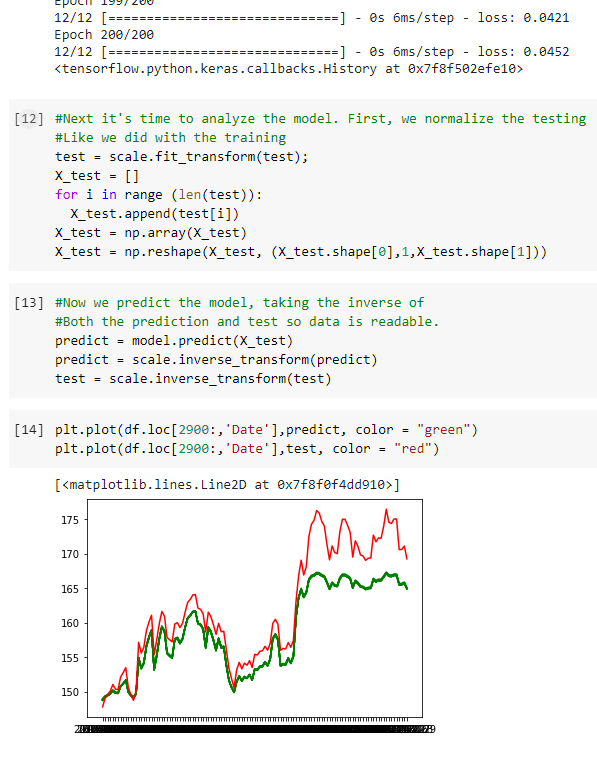 Epoch 199/200
12/12 [==============================] - 0s 6ms/step - loss: 0.0421
Epoch 200/200
12/12 [==============================] - 0s 6ms/step - loss: 0.0452
<tensorflow.python.keras.callbacks.History at 0x7f8f502efe10>
[12] #Next it's time to analyze the model. First, we normalize the testing
#Like we did with the training
test = scale.fit_transform(test);
X_test = []
for i in range (len(test)):
  X_test.append(test[i])
X_test = np.array(X_test)
X_test = np.reshape(X_test, (X_test.shape[0],1,X_test.shape[1]))
[13] #Now we predict the model, taking the inverse of
#Both the prediction and test so data is readable.
predict = model.predict(X_test)
predict = scale.inverse_transform(predict)
test = scale.inverse_transform(test)
[14] plt.plot(df.loc[2900:,'Date'],predict, color = "green")
plt.plot(df.loc[2900:,'Date'],test, color = "red")
[<matplotlib.lines.Line2D at 0x7f8f0f4dd910>]
175
170
165
160
155
150